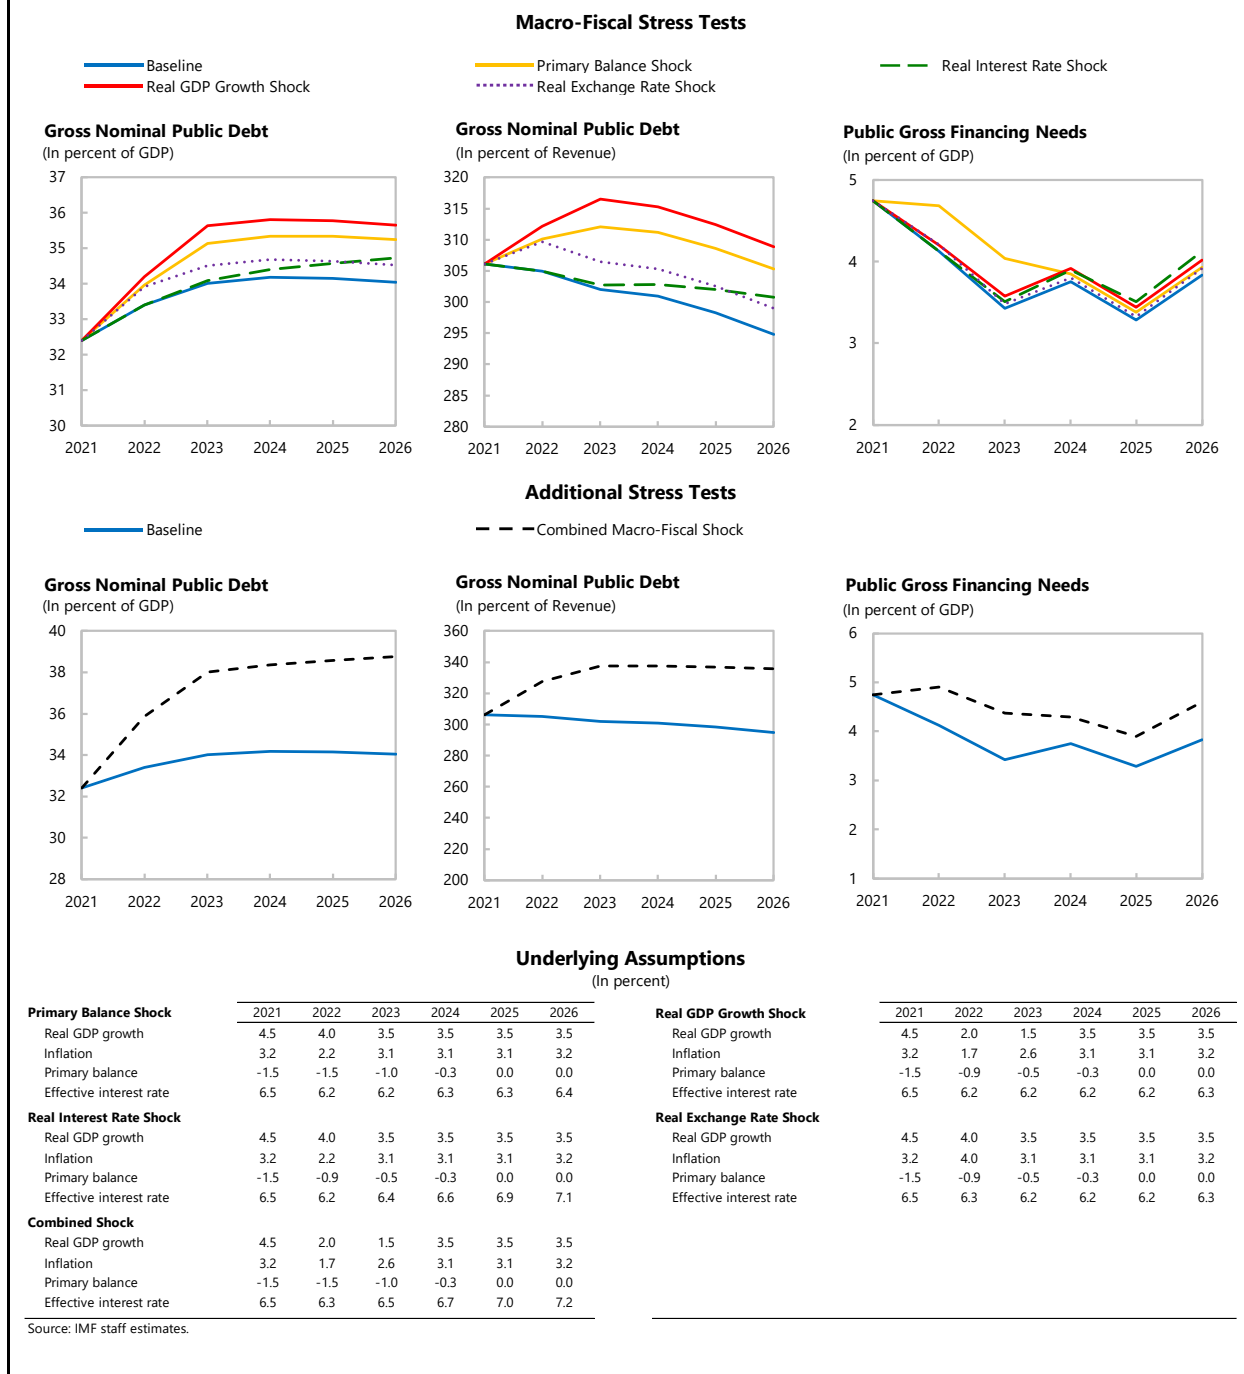 Macro-Fiscal Stress Tests
Baseline
Primary Balance Shock
Real Interest Rate Shock
Real GDP Growth Shock
Real Exchange Rate Shock
Gross Nominal Public Debt
(In percent of GDP)
37
36
35
34
33
32
31
30
2021 2022 2023 2024 2025 2026
Gross Nominal Public Debt
(In percent of Revenue)
320
315
310
305
300
295
290
285
280
2021 2022 2023 2024 2025 2026
Public Gross Financing Needs
(In percent of GDP)
5
4
3
2
2021 2022 2023 2024 2025 2026
Additional Stress Tests
Baseline
Combined Macro-Fiscal Shock
Gross Nominal Public Debt
(In percent of GDP)
40
38
36
34
32
30
28
2021 2022 2023 2024 2025 2026
Gross Nominal Public Debt
(In percent of Revenue)
360
340
320
300
280
260
240
220
200
2021 2022 2023 2024 2025 2026
Public Gross Financing Needs
(In percent of GDP)
6
5
4
3
2
1
2021 2022 2023 2024 2025 2026
Underlying Assumptions
(In percent)
Primary Balance Shock 2021 2022 2023 2024 2025 2026
Real GDP growth 4.5 4.0 3.5 3.5 3.5 3.5
Inflation 3.2 2.2 3.1 3.1 3.1 3.2
Primary balance -1.5 -1.5 -1.0 -0.3 0.0 0.0
Effective interest rate 6.5 6.2 6.2 6.3 6.3 6.4
Real Interest Rate Shock
Real GDP growth 4.5 4.0 3.5 3.5 3.5 3.5
Inflation 3.2 2.2 3.1 3.1 3.1 3.2
Primary balance -1.5 -0.9 -0.5 -0.3 0.0 0.0
Effective interest rate 6.5 6.2 6.4 6.6 6.9 7.1
Combined Shock
Real GDP growth 4.5 2.0 1.5 3.5 3.5 3.5
Inflation 3.2 1.7 2.6 3.1 3.1 3.2
Primary balance -1.5 -1.5 -1.0 -0.3 0.0 0.0
Effective interest rate 6.5 6.3 6.5 6.7 7.0 7.2
Real GDP Growth Shock 2021 2022 2023 2024 2025 2026
Real GDP growth 4.5 2.0 1.5 3.5 3.5 3.5
Inflation 3.2 1.7 2.6 3.1 3.1 3.2
Primary balance -1.5 -0.9 -0.5 -0.3 0.0 0.0
Effective interest rate 6.5 6.2 6.2 6.2 6.2 6.3
Real Exchange Rate Shock
Real GDP growth 4.5 4.0 3.5 3.5 3.5 3.5
Inflation 3.2 4.0 3.1 3.1 3.1 3.2
Primary balance -1.5 -0.9 -0.5 -0.3 0.0 0.0
Effective interest rate 6.5 6.3 6.2 6.2 6.2 6.3
Source: IMF staff estimates.